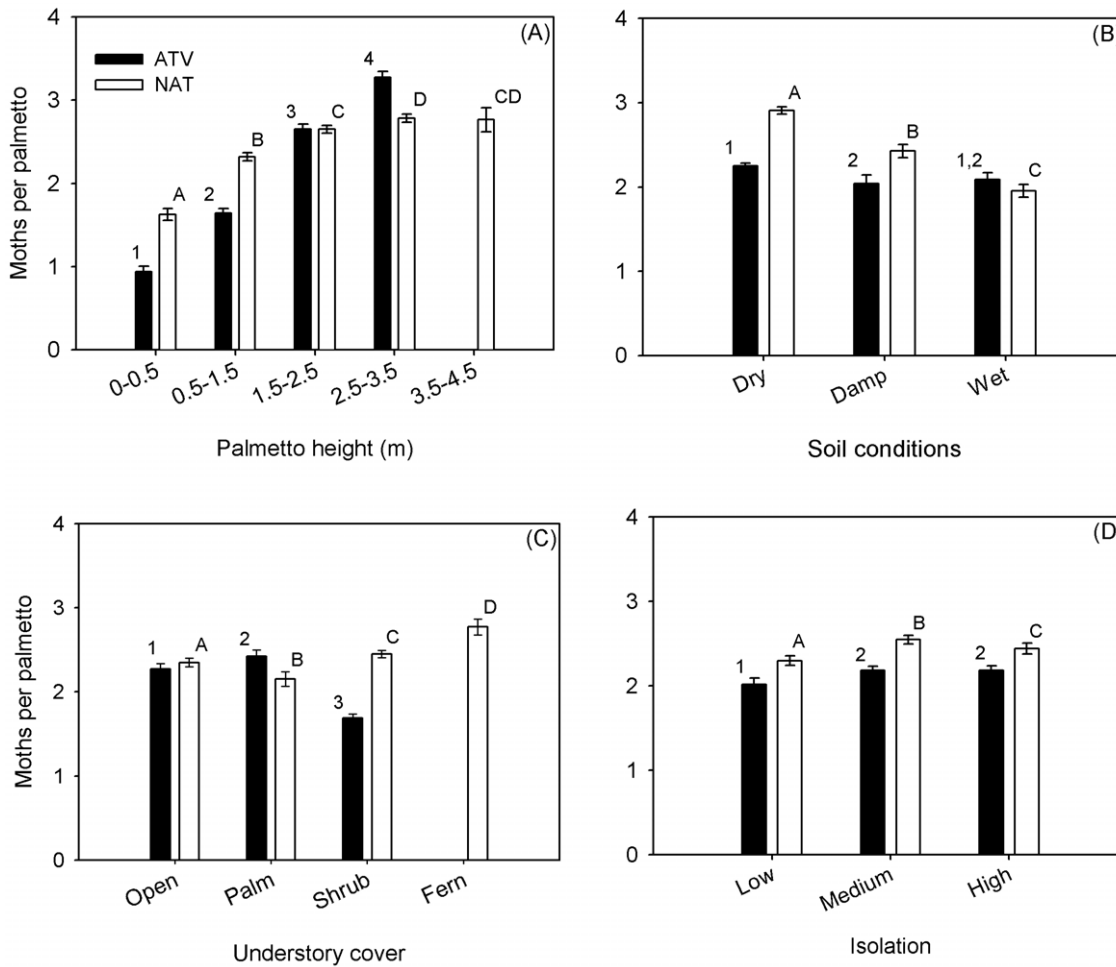 (A)
ATV
NAT
Moths per palmetto
4
3
2
1
0
1
A
2
B
3
C
4
D
CD
0-0.5
0.5-1.5
1.5-2.5
2.5-3.5
3.5-4.5
Palmetto height (m)
(B)
4
3
2
1
0
1
A
2
B
1,2
C
Dry
Damp
Wet
Soil conditions
(C)
Moths per palmetto
4
3
2
1
0
1
A
2
B
3
C
D
Open
Palm
Shrub
Fern
Understory cover
(D)
4
3
2
1
0
1
A
2
B
2
C
Low
Medium
High
Isolation